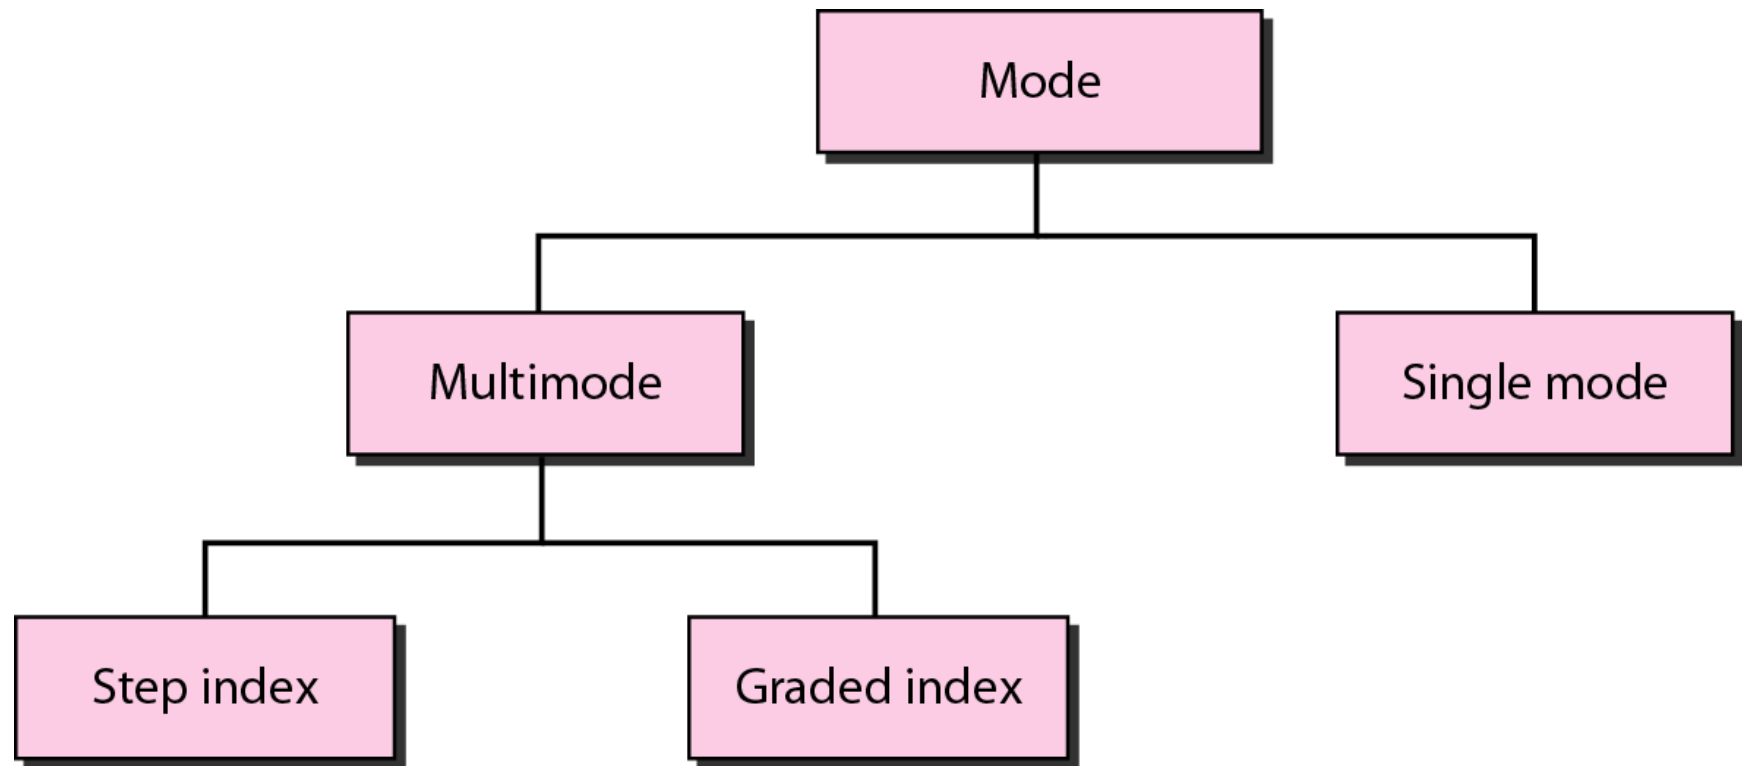 Mode
Multimode
Single mode
Step index
Graded index